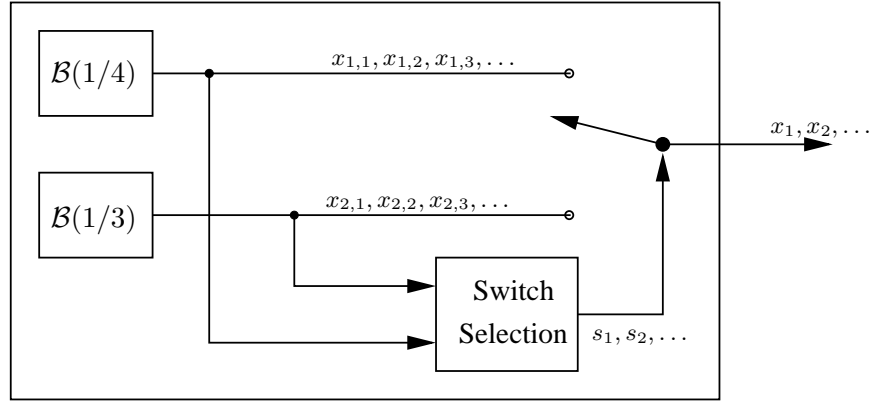 𝓑(1/4)
x₁,₁, x₁,₂, x₁,₃, . . .
x₁, x₂, . . .
𝓑(1/3)
x₂,₁, x₂,₂, x₂,₃, . . .
Switch
Selection
s₁, s₂, . . .